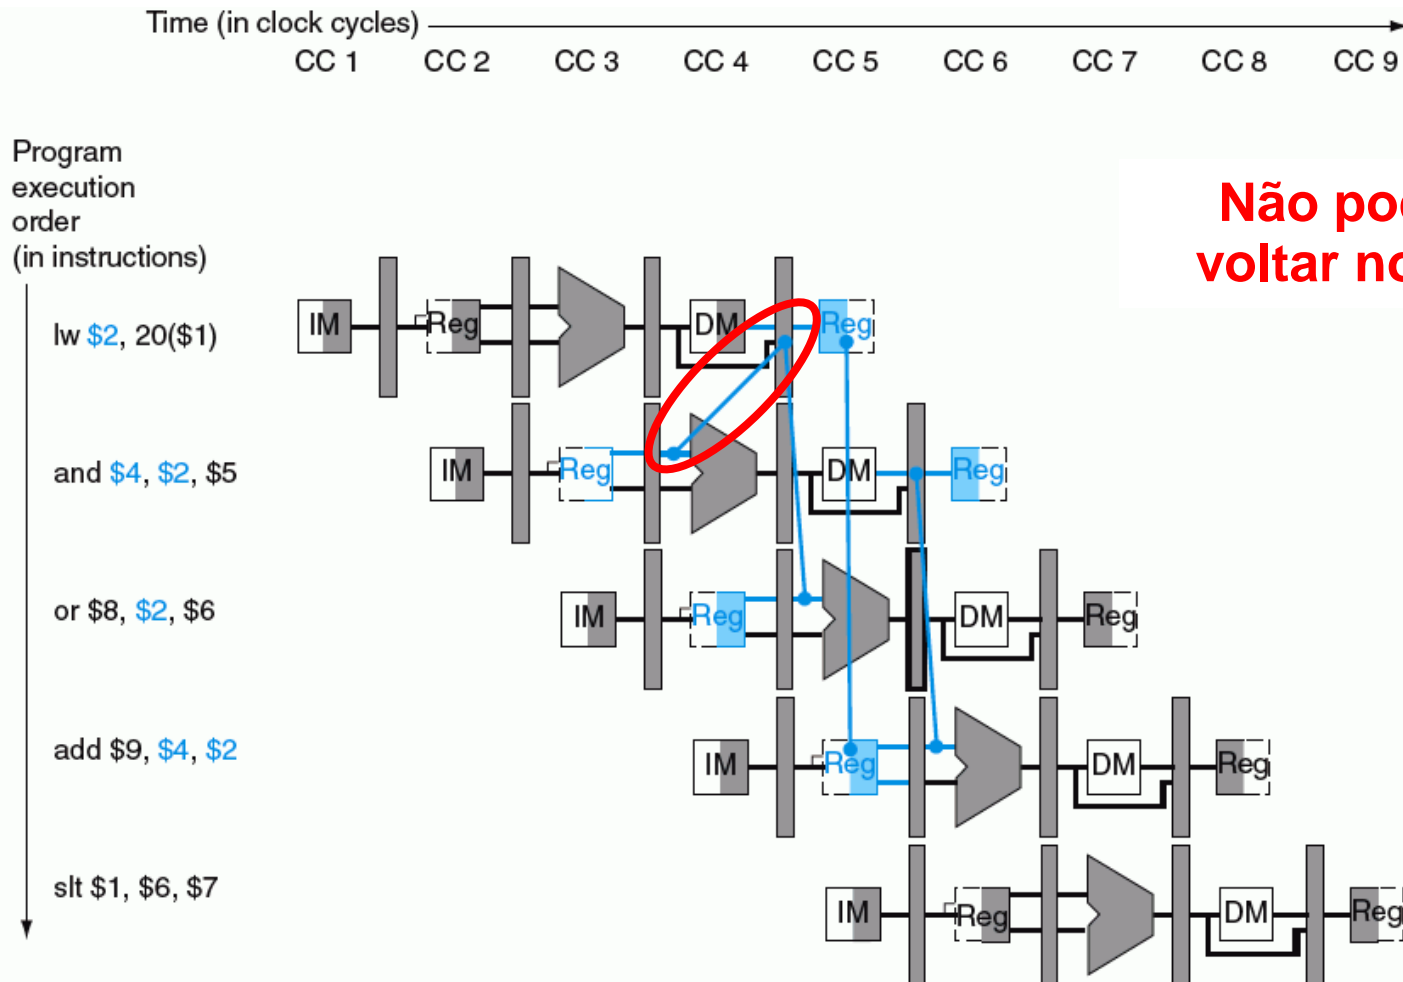 Time (in clock cycles)
CC 1 CC 2 CC 3 CC 4 CC 5 CC 6 CC 7 CC 8 CC 9
Program
execution
order
(in instructions)
Não
voltar
lw $2, 20($1)
IM Reg DM Reg
and $4, $2, $5
IM Reg DM Reg
or $8, $2, $6
IM Reg DM Reg
add $9, $4, $2
IM Reg DM Reg
slt $1, $6, $7
IM Reg DM Reg